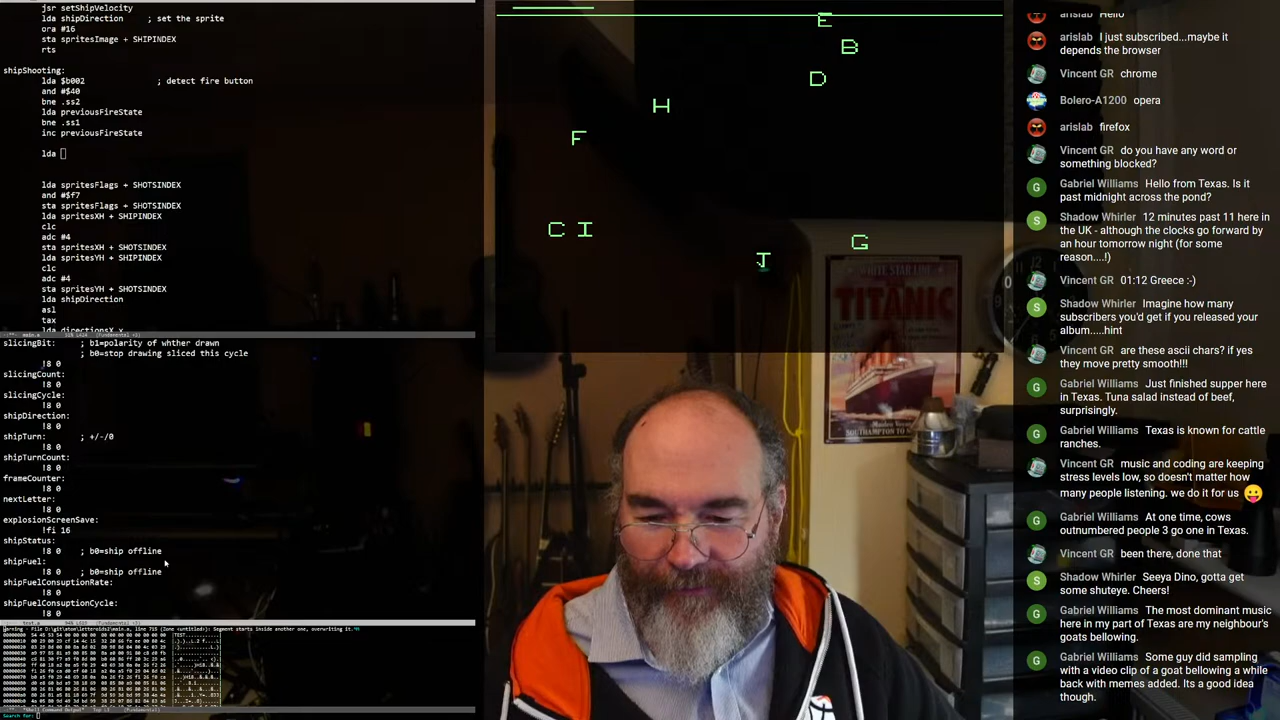 jsr setShipVelocity
lda shipDirection ; set the sprite
ora #16
sta spritesImage + SHIPINDEX
rts
shipShooting:
lda $b002 ; detect fire button
and #$40
bne .ss2
lda previousFireState
bne .ss1
inc previousFireState
lda
lda spritesFlags + SHOTSINDEX
and #$f7
sta spritesFlags + SHOTSINDEX
lda spritesXH + SHIPINDEX
clc
adc #4
sta spritesXH + SHOTSINDEX
lda spritesYH + SHIPINDEX
clc
adc #4
sta spritesYH + SHOTSINDEX
lda shipDirection
asl
tax
lda directionsX,x
slicingBit: ; b1=polarity of whther drawn
; b0=stop drawing sliced this cycle
!8 0
slicingCount:
!8 0
slicingCycle:
!8 0
shipDirection:
!8 0
shipTurn: ; +/-/0
!8 0
shipTurnCount:
!8 0
frameCounter:
!8 0
nextLetter:
!8 0
explosionScreenSave:
!fi 16
shipStatus:
!8 0 ; b0=ship offline
shipFuel:
!8 0 ; b0=ship offline
shipFuelConsuptionRate:
!8 0
shipFuelConsuptionCycle:
!8 0
Search for:
E
B
D
H
F
C I
G
J
WHITE STAR LINE
TITANIC
SOUTHAMPTON TO
arislab Hello
arislab I just subscribed...maybe it
depends the browser
Vincent GR chrome
Bolero-A1200 opera
arislab firefox
Vincent GR do you have any word or
something blocked?
Gabriel Williams Hello from Texas. Is it
past midnight across the pond?
Shadow Whirler 12 minutes past 11 here in
the UK - although the clocks go forward by
an hour tomorrow night (for some
reason....!)
Vincent GR 01:12 Greece :-)
Shadow Whirler Imagine how many
subscribers you'd get if you released your
album.....hint
Vincent GR are these ascii chars? if yes
they move pretty smooth!!!
Gabriel Williams Just finished supper here
in Texas. Tuna salad instead of beef,
surprisingly.
Gabriel Williams Texas is known for cattle
ranches.
Vincent GR music and coding are keeping
stress levels low, so doesn't matter how
many people listening. we do it for us 😛
Gabriel Williams At one time, cows
outnumbered people 3 go one in Texas.
Vincent GR been there, done that
Shadow Whirler Seeya Dino, gotta get
some shuteye. Cheers!
Gabriel Williams The most dominant music
here in my part of Texas are my neighbour's
goats bellowing.
Gabriel Williams Some guy did sampling
with a video clip of a goat bellowing a while
back with memes added. Its a good idea
though.